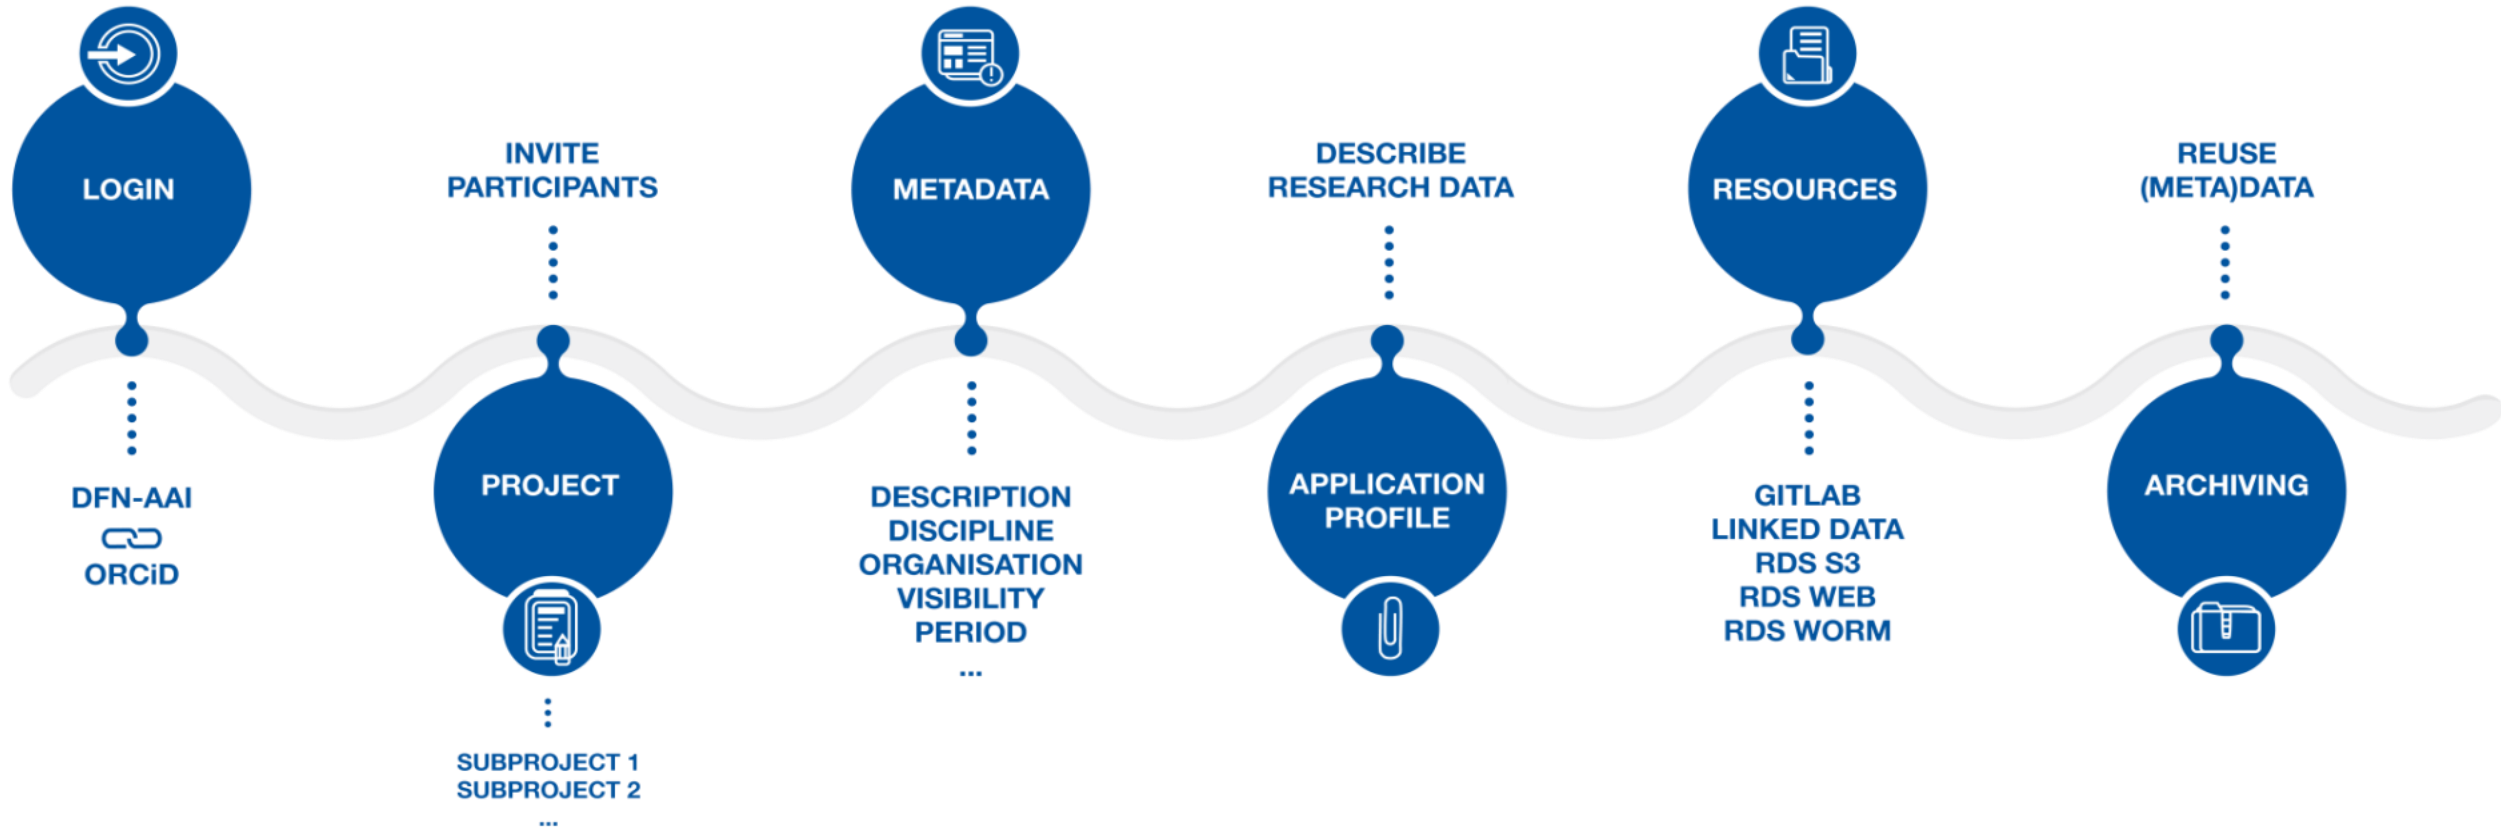 LOGIN
DFN-AAI
ORCiD
INVITE
PARTICIPANTS
PROJECT
SUBPROJECT 1
SUBPROJECT 2
...
METADATA
DESCRIPTION
DISCIPLINE
ORGANISATION
VISIBILITY
PERIOD
...
DESCRIBE
RESEARCH DATA
APPLICATION
PROFILE
RESOURCES
GITLAB
LINKED DATA
RDS S3
RDS WEB
RDS WORM
REUSE
(META)DATA
ARCHIVING